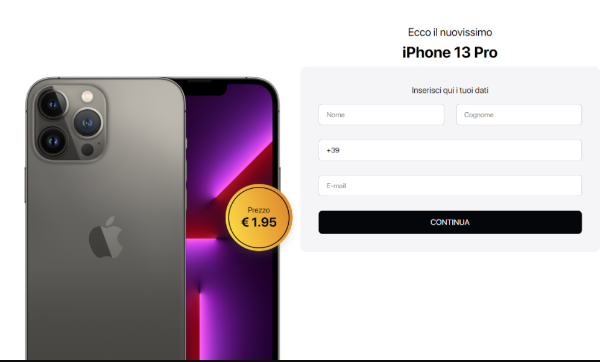 Ecco il nuovissimo
iPhone 13 Pro
Inserisci qui i tuoi dati
Nome
Cognome
+39
E-mail
CONTINUA
Prezzo
€ 1.95